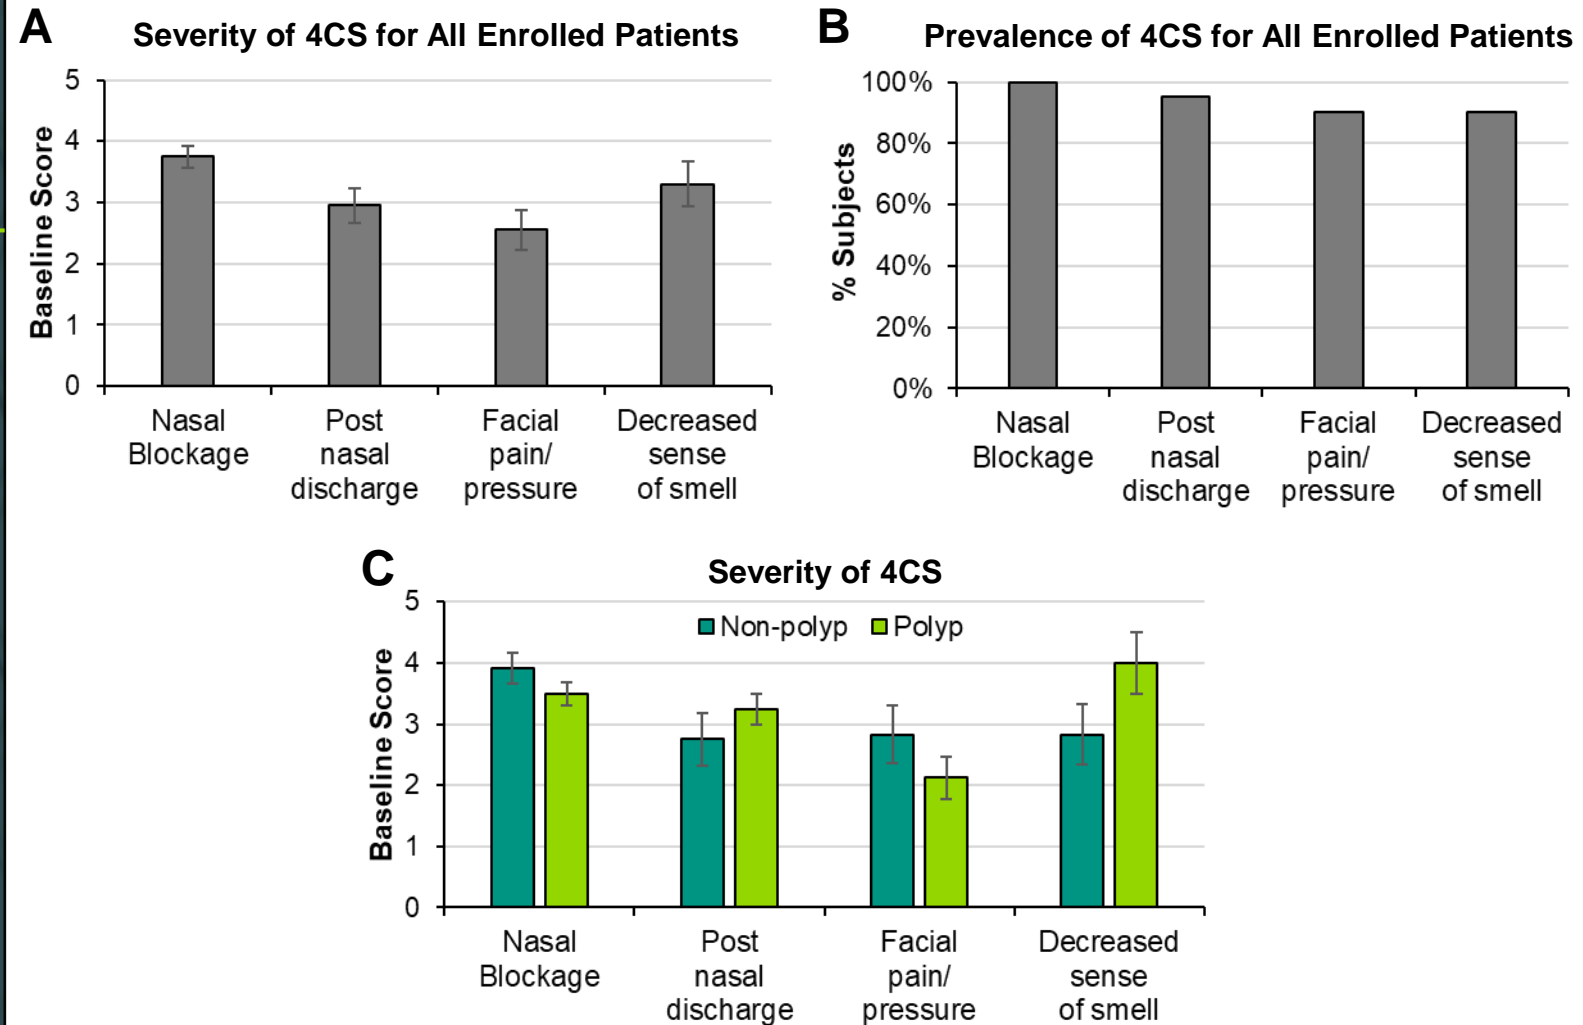 A
Severity of 4CS for All Enrolled Patients
5
4
3
2
1
0
Baseline Score
Nasal
Blockage
Post
nasal
discharge
Facial
pain/
pressure
Decreased
sense
of smell
B
Prevalence of 4CS for All Enrolled Patients
100%
80%
60%
40%
20%
0%
% Subjects
Nasal
Blockage
Post
nasal
discharge
Facial
pain/
pressure
Decreased
sense
of smell
C
Severity of 4CS
Non-polyp Polyp
5
4
3
2
1
0
Baseline Score
Nasal
Blockage
Post
nasal
discharge
Facial
pain/
pressure
Decreased
sense
of smell